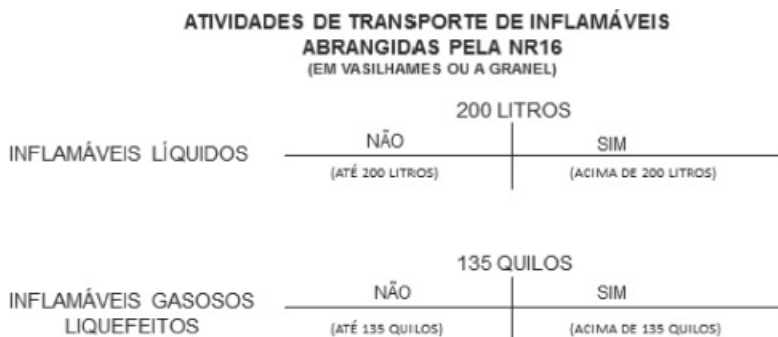 ATIVIDADES DE TRANSPORTE DE INFLAMÁVEIS
ABRANGIDAS PELA NR16
(EM VASILHAMES OU A GRANEL)
200 LITROS
INFLAMÁVEIS LÍQUIDOS
NÃO
SIM
(ATÉ 200 LITROS)
(ACIMA DE 200 LITROS)
135 QUILOS
INFLAMÁVEIS GASOSOS
LIQUEFEITOS
NÃO
SIM
(ATÉ 135 QUILOS)
(ACIMA DE 135 QUILOS)